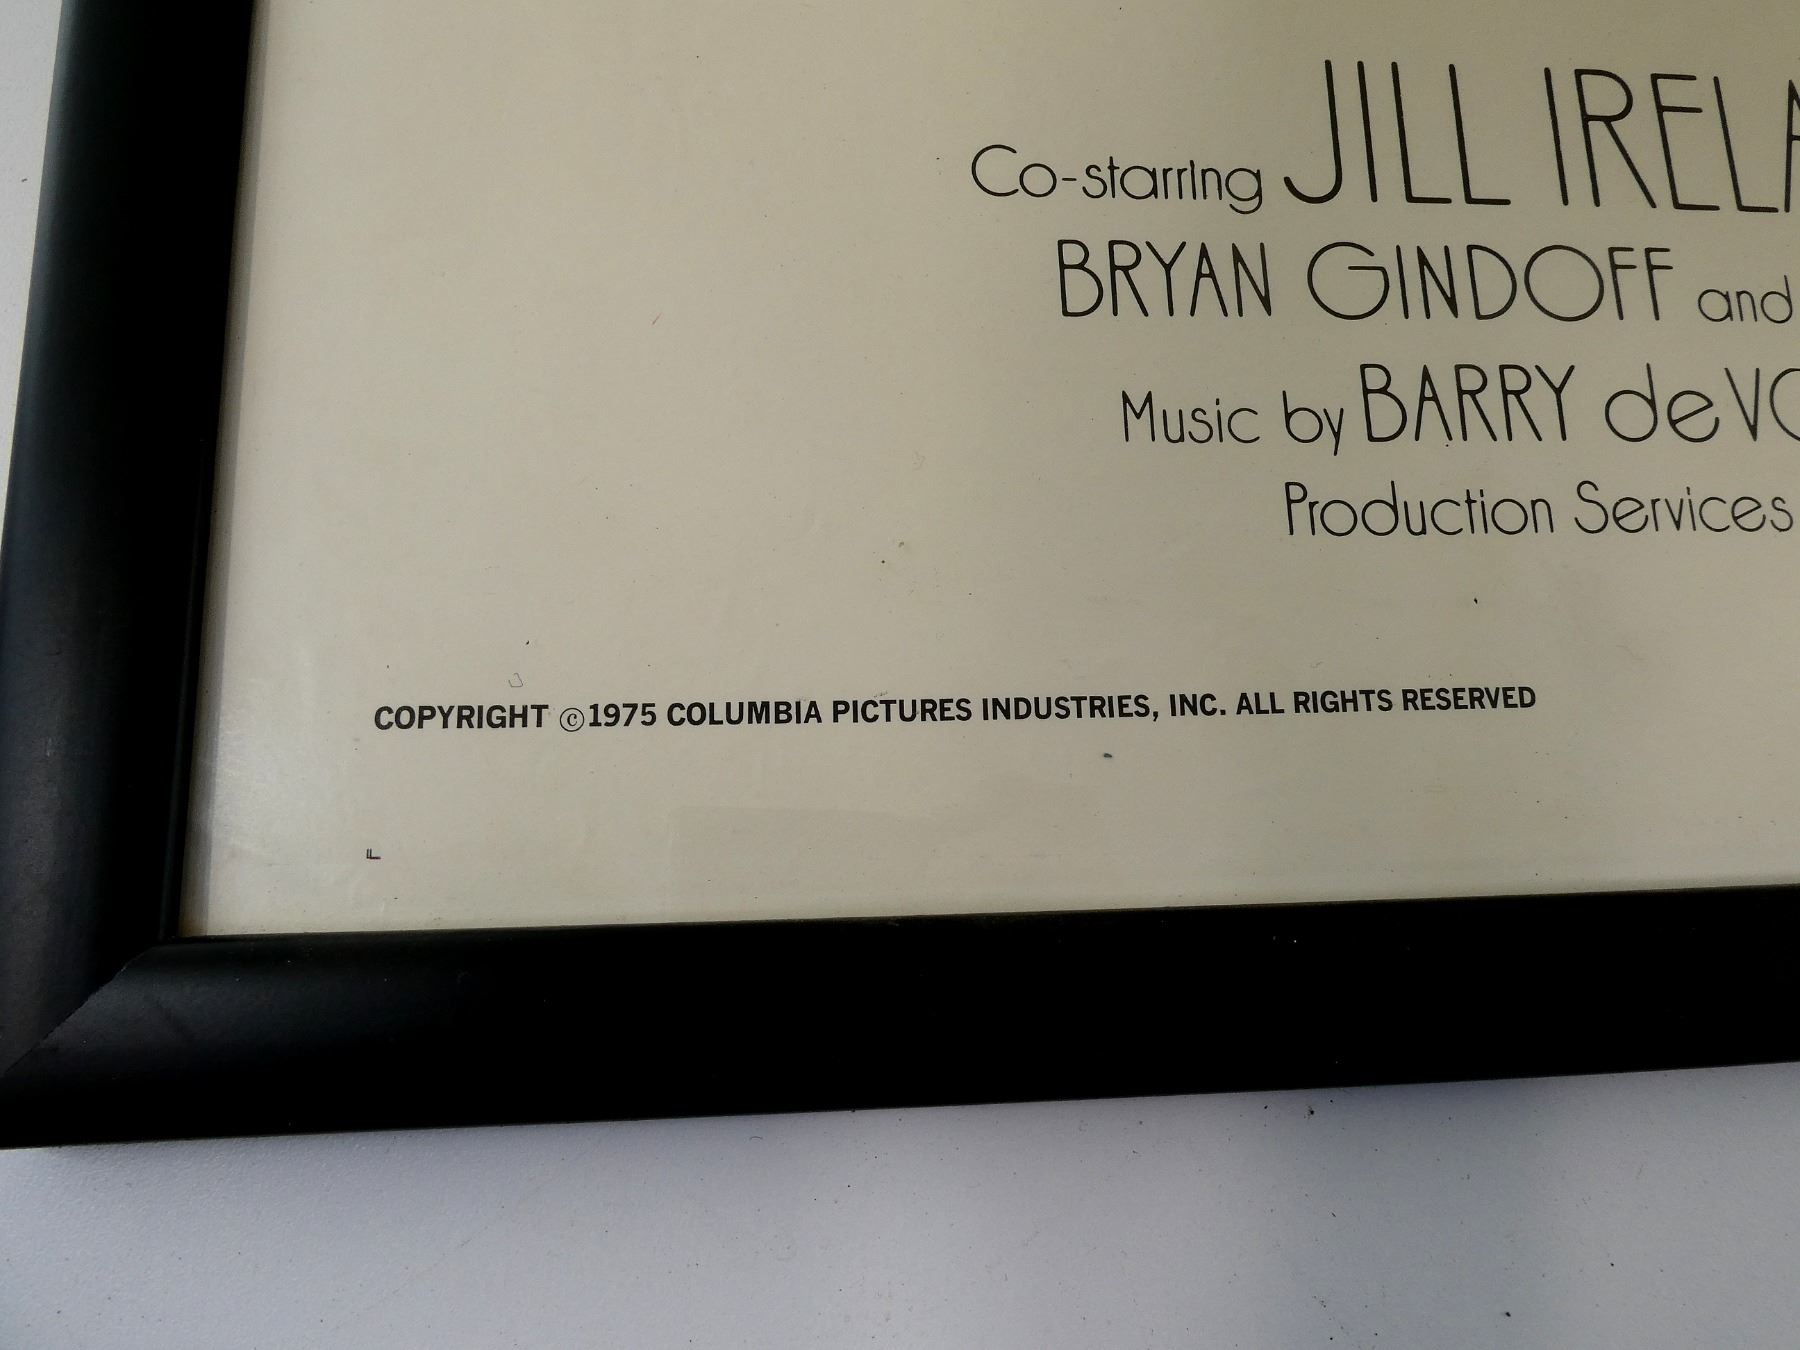 Co-starring JILL IRELA
BRYAN GINDOFF and
Music by BARRY deVO
Production Services
COPYRIGHT ©1975 COLUMBIA PICTURES INDUSTRIES, INC. ALL RIGHTS RESERVED